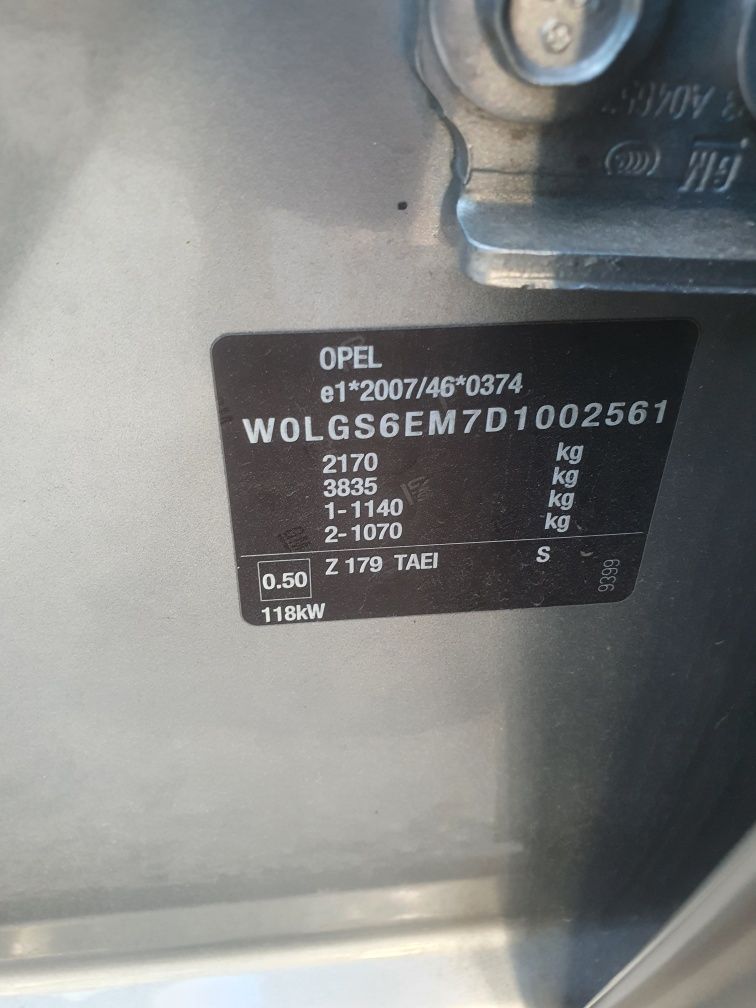 GM
OPEL
e1*2007/46*0374
W0LGS6EM7D1002561
2170 kg
3835 kg
1-1140 kg
2-1070 kg
0.50 Z 179 TAEI S
118kW
9399